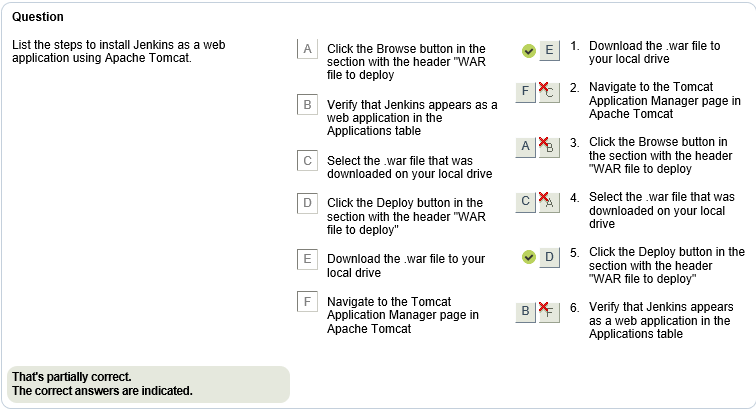 Question
List the steps to install Jenkins as a web
application using Apache Tomcat.
A
Click the Browse button in the
section with the header "WAR
file to deploy
B
Verify that Jenkins appears as a
web application in the
Applications table
C
Select the .war file that was
downloaded on your local drive
D
Click the Deploy button in the
section with the header "WAR
file to deploy"
E
Download the .war file to your
local drive
F
Navigate to the Tomcat
Application Manager page in
Apache Tomcat
E
1. Download the .war file to
your local drive
F C
2. Navigate to the Tomcat
Application Manager page in
Apache Tomcat
A B
3. Click the Browse button in
the section with the header
"WAR file to deploy
C A
4. Select the .war file that was
downloaded on your local
drive
D
5. Click the Deploy button in the
section with the header
"WAR file to deploy"
B F
6. Verify that Jenkins appears
as a web application in the
Applications table
That's partially correct.
The correct answers are indicated.